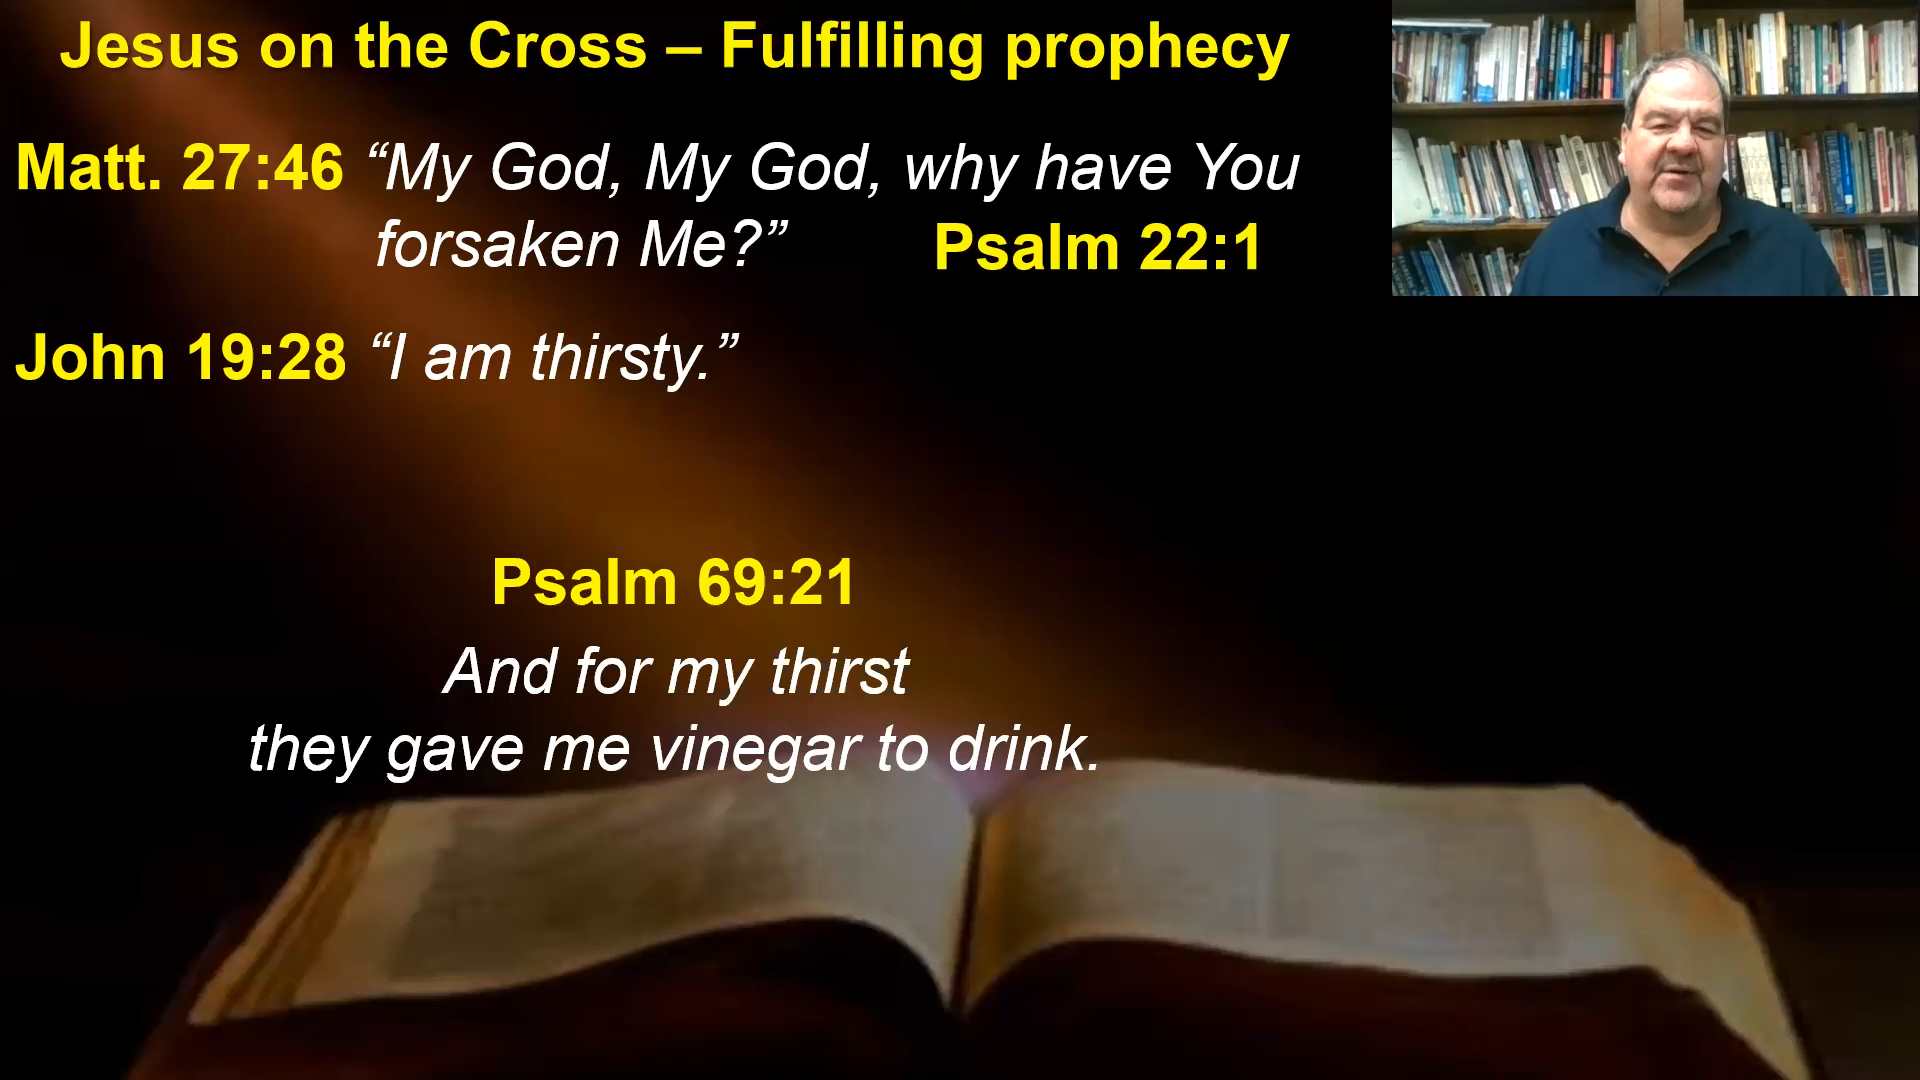 Jesus on the Cross – Fulfilling prophecy
Matt. 27:46 “My God, My God, why have You
forsaken Me?” Psalm 22:1
John 19:28 “I am thirsty.”
Psalm 69:21
And for my thirst
they gave me vinegar to drink.